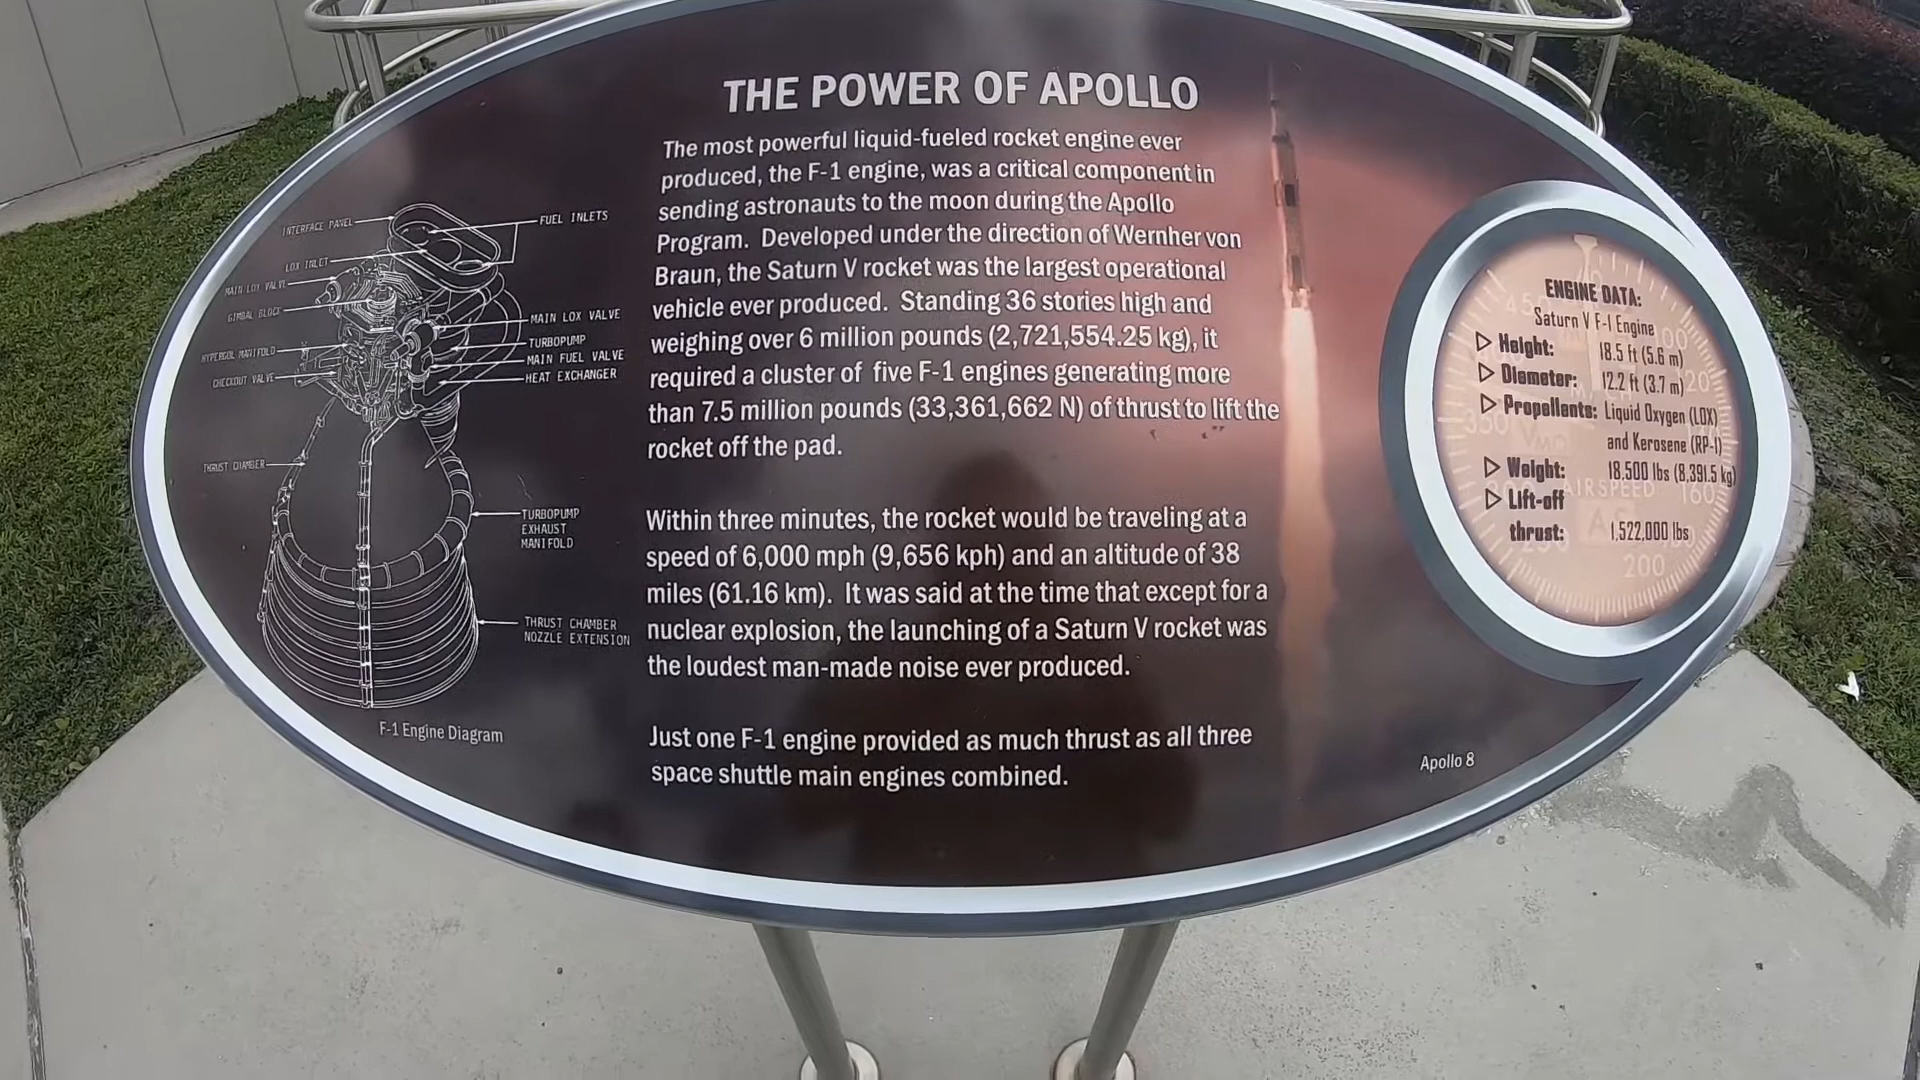 THE POWER OF APOLLO
The most powerful liquid-fueled rocket engine ever
produced, the F-1 engine, was a critical component in
sending astronauts to the moon during the Apollo
Program. Developed under the direction of Wernher von
Braun, the Saturn V rocket was the largest operational
vehicle ever produced. Standing 36 stories high and
weighing over 6 million pounds (2,721,554.25 kg), it
required a cluster of five F-1 engines generating more
than 7.5 million pounds (33,361,662 N) of thrust to lift the
rocket off the pad.
Within three minutes, the rocket would be traveling at a
speed of 6,000 mph (9,656 kph) and an altitude of 38
miles (61.16 km). It was said at the time that except for a
nuclear explosion, the launching of a Saturn V rocket was
the loudest man-made noise ever produced.
Just one F-1 engine provided as much thrust as all three
space shuttle main engines combined.
INTERFACE PANEL
LOX INLET
MAIN LOX VALVE
GIMBAL BLOCK
HYPERGOL MANIFOLD
CHECKOUT VALVE
THRUST CHAMBER
FUEL INLETS
MAIN LOX VALVE
TURBOPUMP
MAIN FUEL VALVE
HEAT EXCHANGER
TURBOPUMP
EXHAUST
MANIFOLD
THRUST CHAMBER
NOZZLE EXTENSION
F-1 Engine Diagram
ENGINE DATA:
Saturn V F-1 Engine
Height: 18.5 ft (5.6 m)
Diameter: 12.2 ft (3.7 m)
Propellants: Liquid Oxygen (LOX)
and Kerosene (RP-1)
Weight: 18,500 lbs (8,391.5 kg)
Lift-off
thrust: 1,522,000 lbs
AIRSPEED
160
200
Apollo 8